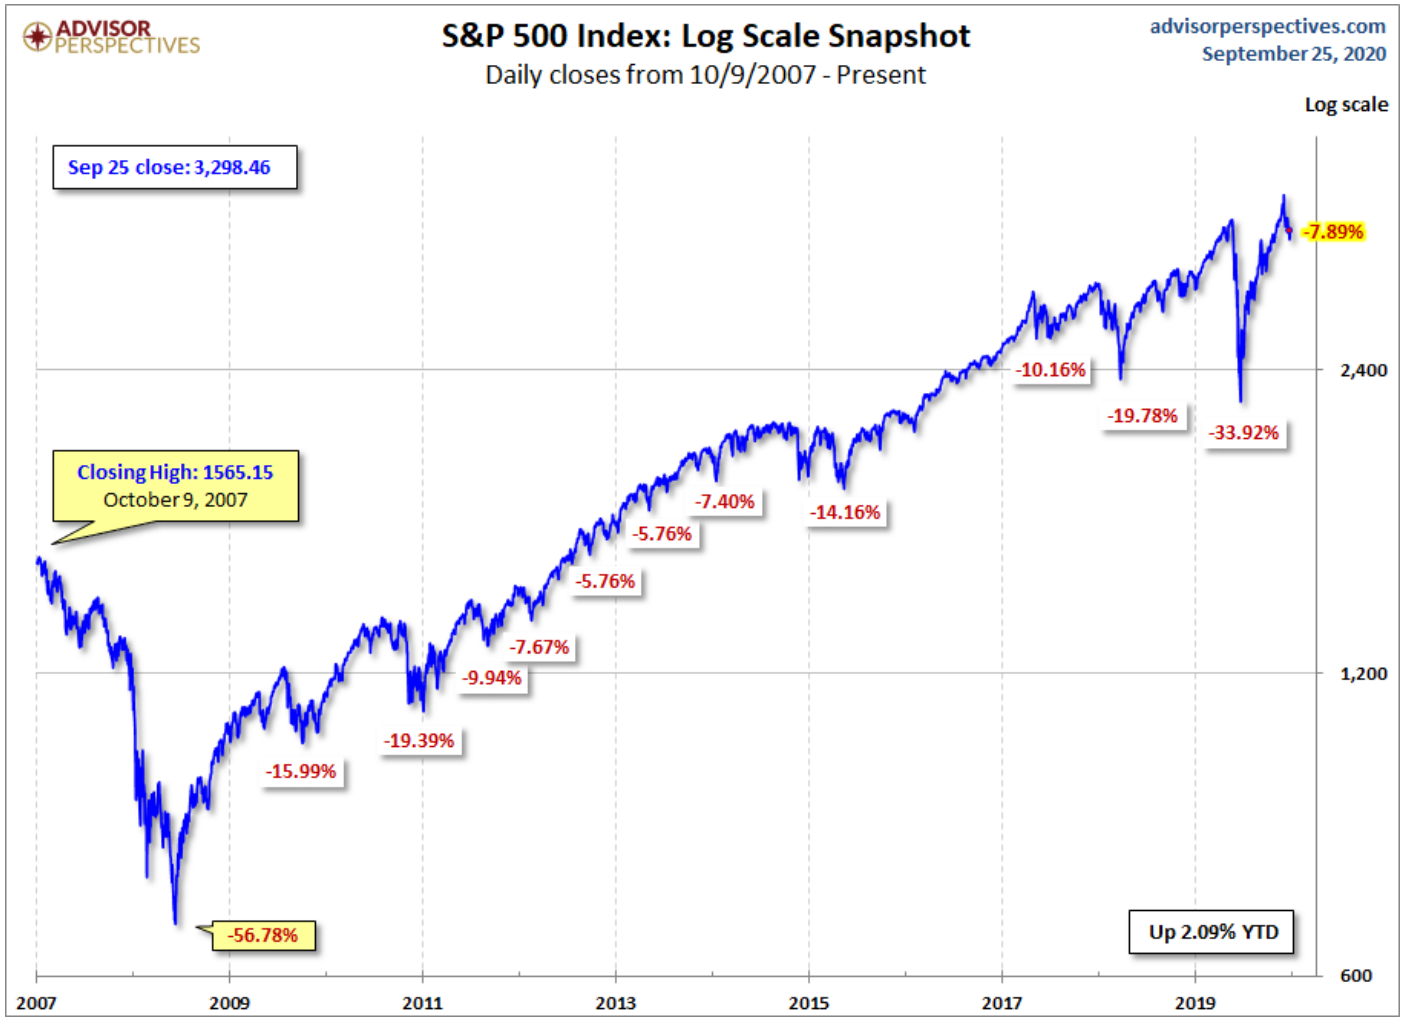 ADVISOR
PERSPECTIVES
S&P 500 Index: Log Scale Snapshot
Daily closes from 10/9/2007 - Present
advisorperspectives.com
September 25, 2020
Log scale
Sep 25 close: 3,298.46
-7.89%
2,400
-10.16%
-19.78%
-33.92%
Closing High: 1565.15
October 9, 2007
-7.40%
-14.16%
-5.76%
-5.76%
-7.67%
-9.94%
1,200
-19.39%
-15.99%
-56.78%
Up 2.09% YTD
600
2007 2009 2011 2013 2015 2017 2019